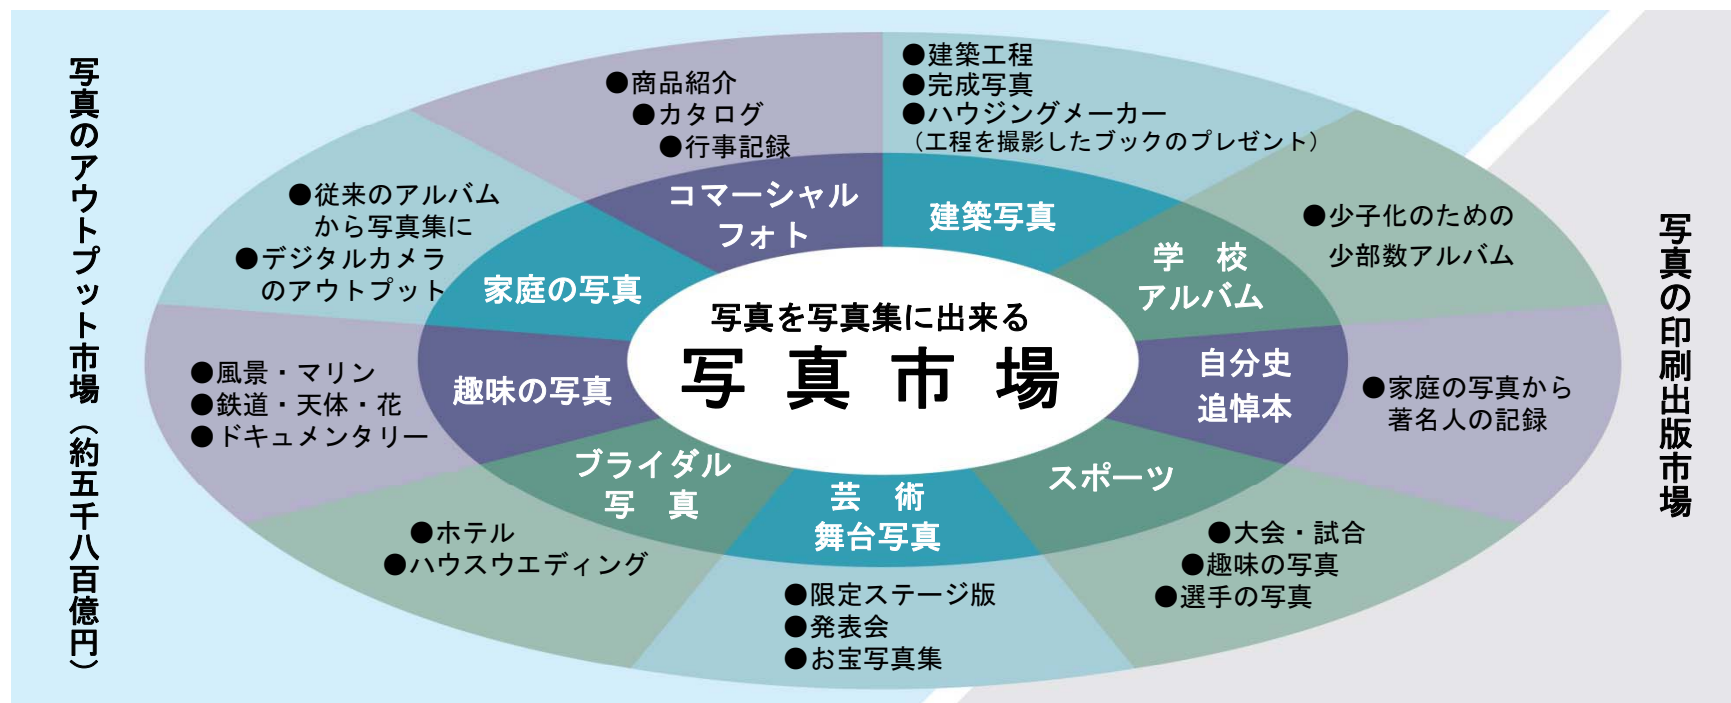 写真のアウトプット市場（約五千八百億円）
写真を写真集に出来る
写真市場
コマーシャル
フォト
●商品紹介
●カタログ
●行事記録
建築写真
●建築工程
●完成写真
●ハウジングメーカー
（工程を撮影したブックのプレゼント）
学　校
アルバム
●少子化のための
少部数アルバム
自分史
追悼本
●家庭の写真から
著名人の記録
スポーツ
●大会・試合
●趣味の写真
●選手の写真
芸　術
舞台写真
●限定ステージ版
●発表会
●お宝写真集
ブライダル
写　真
●ホテル
●ハウスウエディング
趣味の写真
●風景・マリン
●鉄道・天体・花
●ドキュメンタリー
家庭の写真
●従来のアルバム
から写真集に
●デジタルカメラ
のアウトプット
写真の印刷出版市場